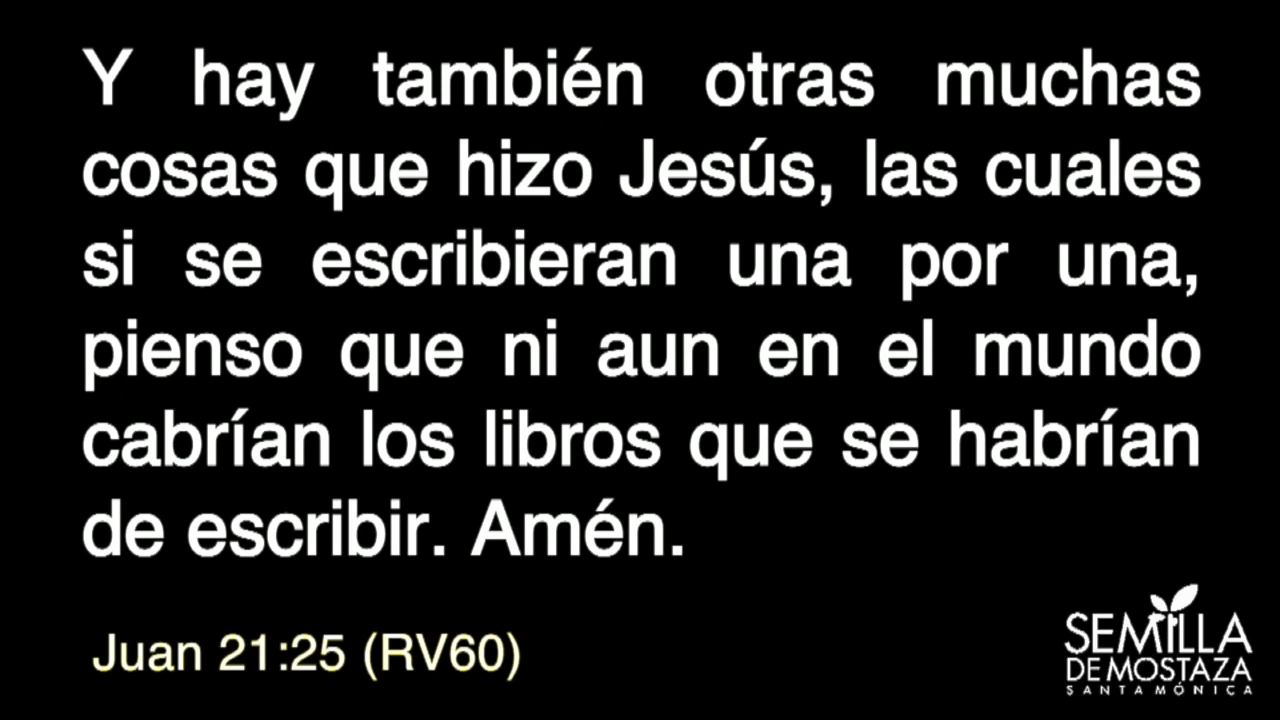 Y hay también otras muchas
cosas que hizo Jesús, las cuales
si se escribieran una por una,
pienso que ni aun en el mundo
cabrían los libros que se habrían
de escribir. Amén.
Juan 21:25 (RV60)
SEMILLA
DE MOSTAZA
SANTA MÓNICA